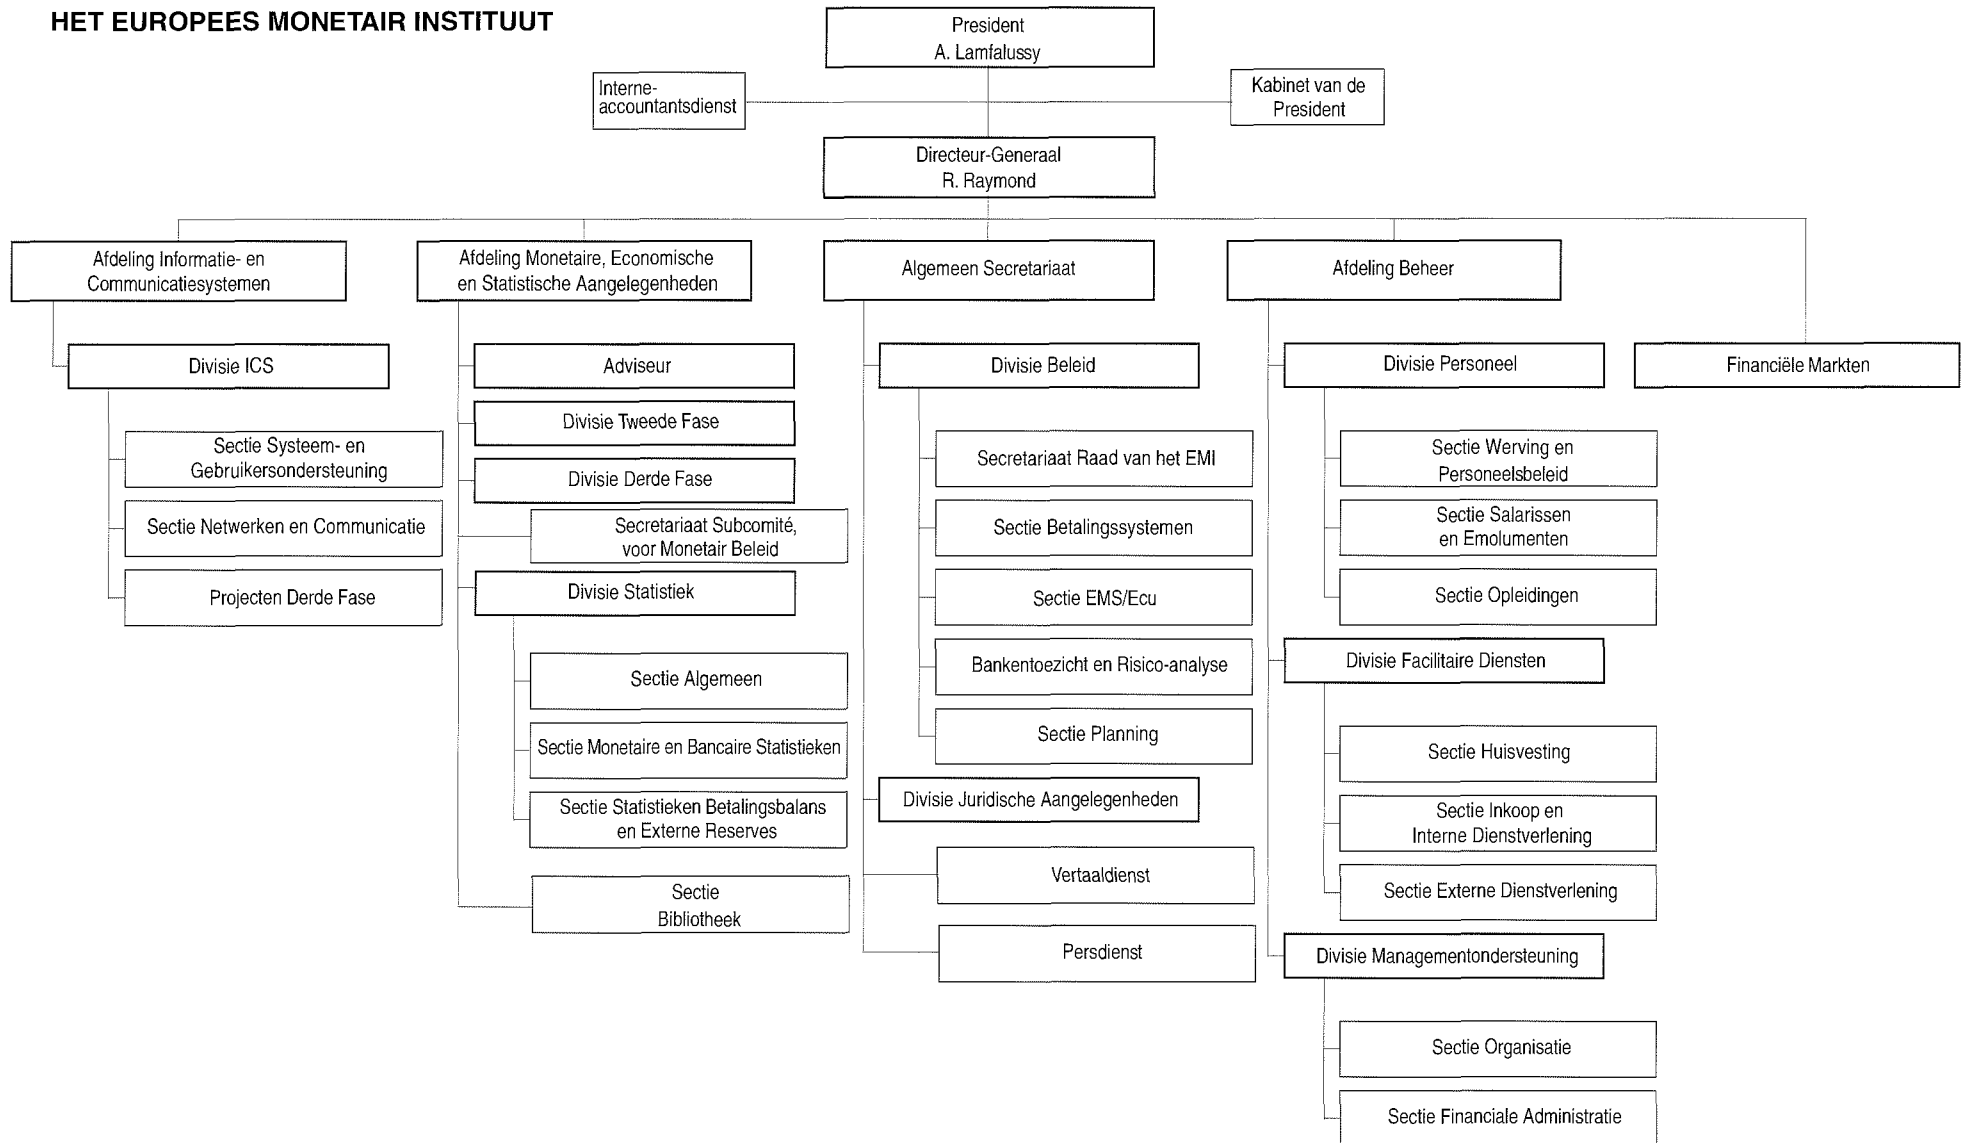 HET EUROPEES MONETAIR INSTITUUT
President
A. Lamfalussy
Interne-
accountantsdienst
Kabinet van de
President
Directeur-Generaal
R. Raymond
Afdeling Informatie- en
Communicatiesystemen
Divisie ICS
Sectie Systeem- en
Gebruikersondersteuning
Sectie Netwerken en Communicatie
Projecten Derde Fase
Afdeling Monetaire, Economische
en Statistische Aangelegenheden
Adviseur
Divisie Tweede Fase
Divisie Derde Fase
Secretariaat Subcomité,
voor Monetair Beleid
Divisie Statistiek
Sectie Algemeen
Sectie Monetaire en Bancaire Statistieken
Sectie Statistieken Betalingsbalans
en Externe Reserves
Sectie
Bibliotheek
Algemeen Secretariaat
Divisie Beleid
Secretariaat Raad van het EMI
Sectie Betalingssystemen
Sectie EMS/Ecu
Bankentoezicht en Risico-analyse
Sectie Planning
Divisie Juridische Aangelegenheden
Vertaaldienst
Persdienst
Afdeling Beheer
Divisie Personeel
Sectie Werving en
Personeelsbeleid
Sectie Salarissen
en Emolumenten
Sectie Opleidingen
Divisie Facilitaire Diensten
Sectie Huisvesting
Sectie Inkoop en
Interne Dienstverlening
Sectie Externe Dienstverlening
Divisie Managementondersteuning
Sectie Organisatie
Sectie Financiale Administratie
Financiële Markten